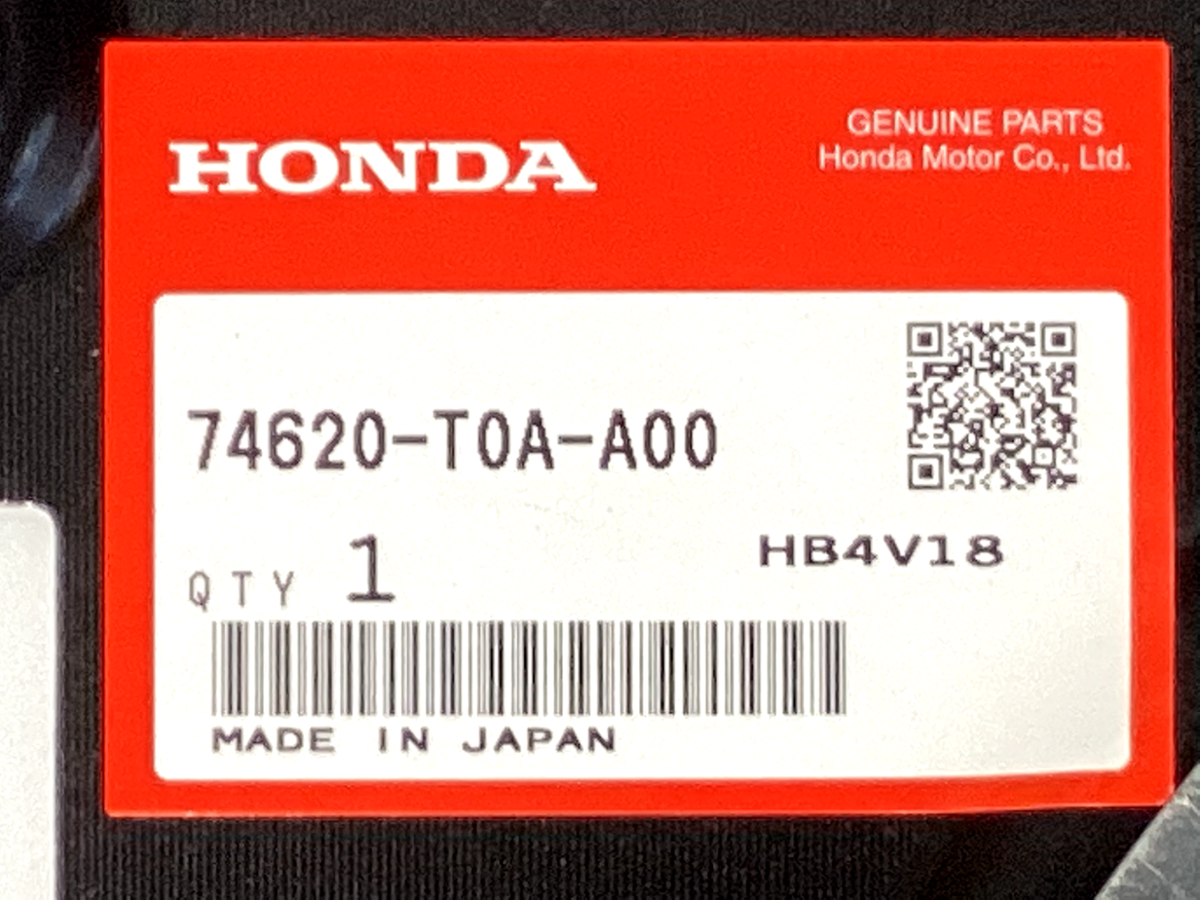 HONDA
GENUINE PARTS
Honda Motor Co., Ltd.
74620-T0A-A00
QTY 1
HB4V18
MADE IN JAPAN